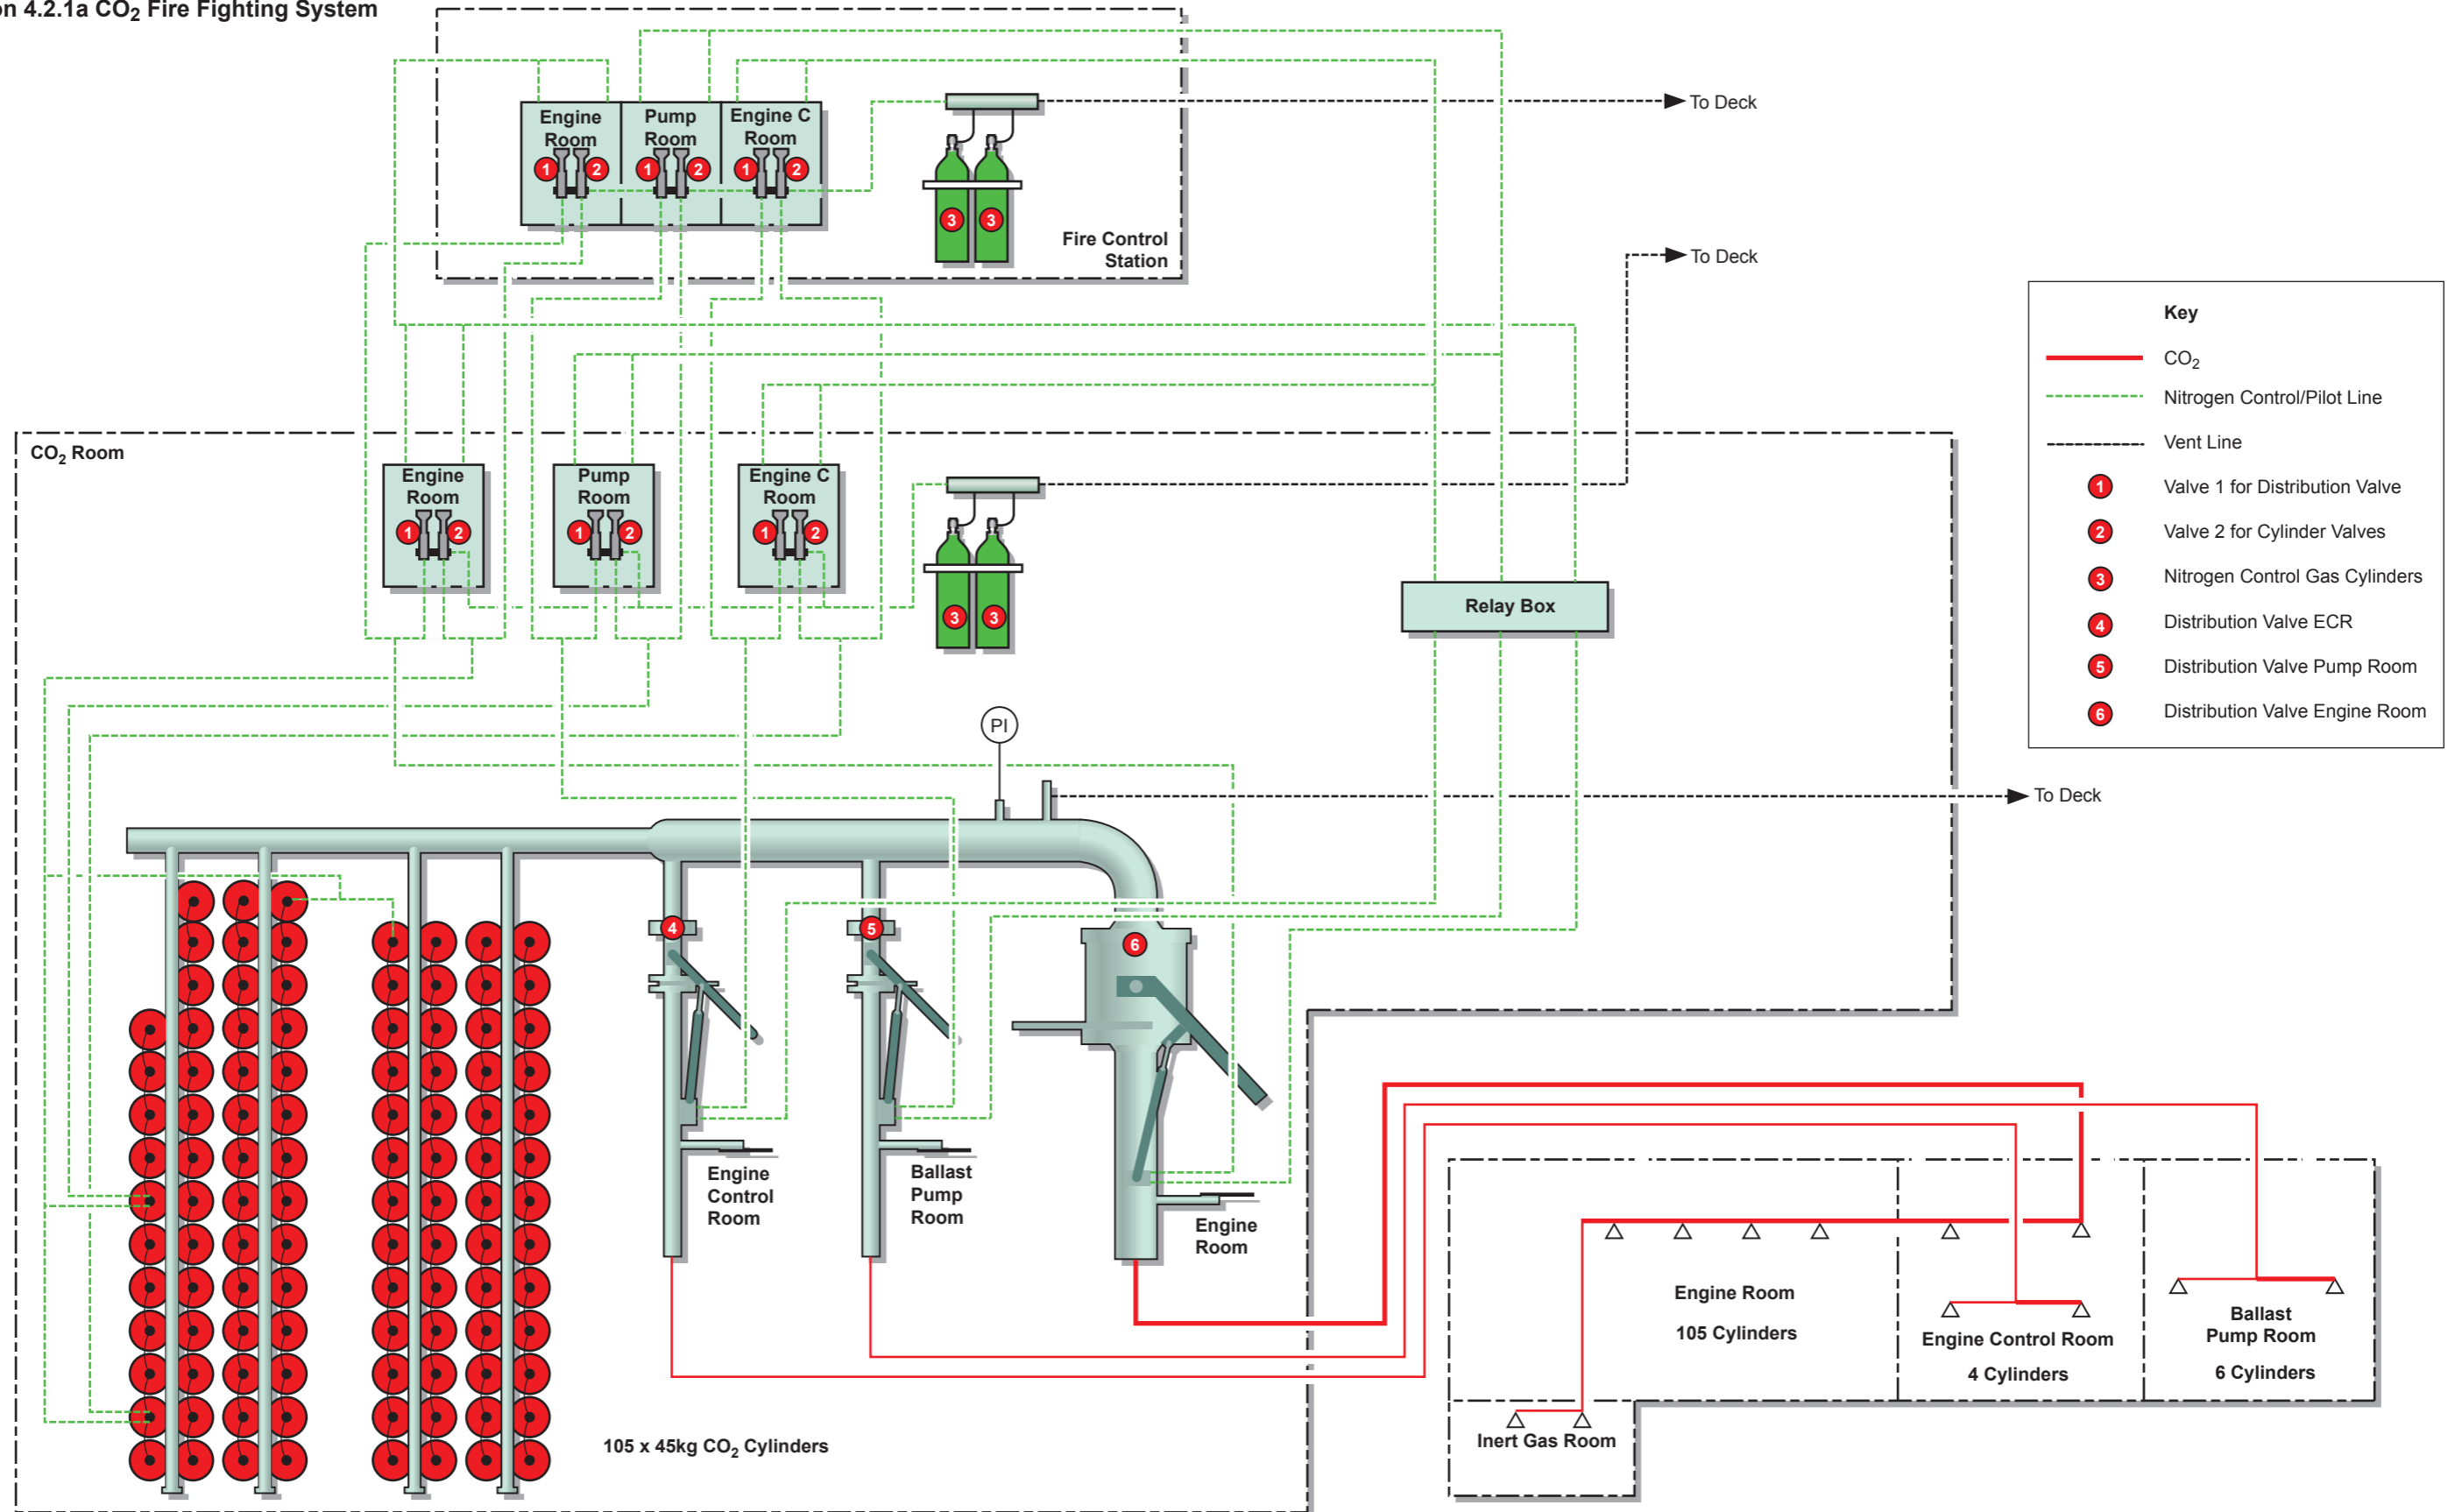 on 4.2.1a CO2 Fire Fighting System
Engine
Room
Pump
Room
Engine C
Room
1
2
1
2
1
2
3
3
Fire Control
Station
To Deck
To Deck
Key
CO2
Nitrogen Control/Pilot Line
Vent Line
1 Valve 1 for Distribution Valve
2 Valve 2 for Cylinder Valves
3 Nitrogen Control Gas Cylinders
4 Distribution Valve ECR
5 Distribution Valve Pump Room
6 Distribution Valve Engine Room
CO2 Room
Engine
Room
Pump
Room
Engine C
Room
1
2
1
2
1
2
3
3
Relay Box
PI
To Deck
4
5
6
Engine
Control
Room
Ballast
Pump
Room
Engine
Room
105 x 45kg CO2 Cylinders
Engine Room
105 Cylinders
Engine Control Room
4 Cylinders
Ballast
Pump Room
6 Cylinders
Inert Gas Room